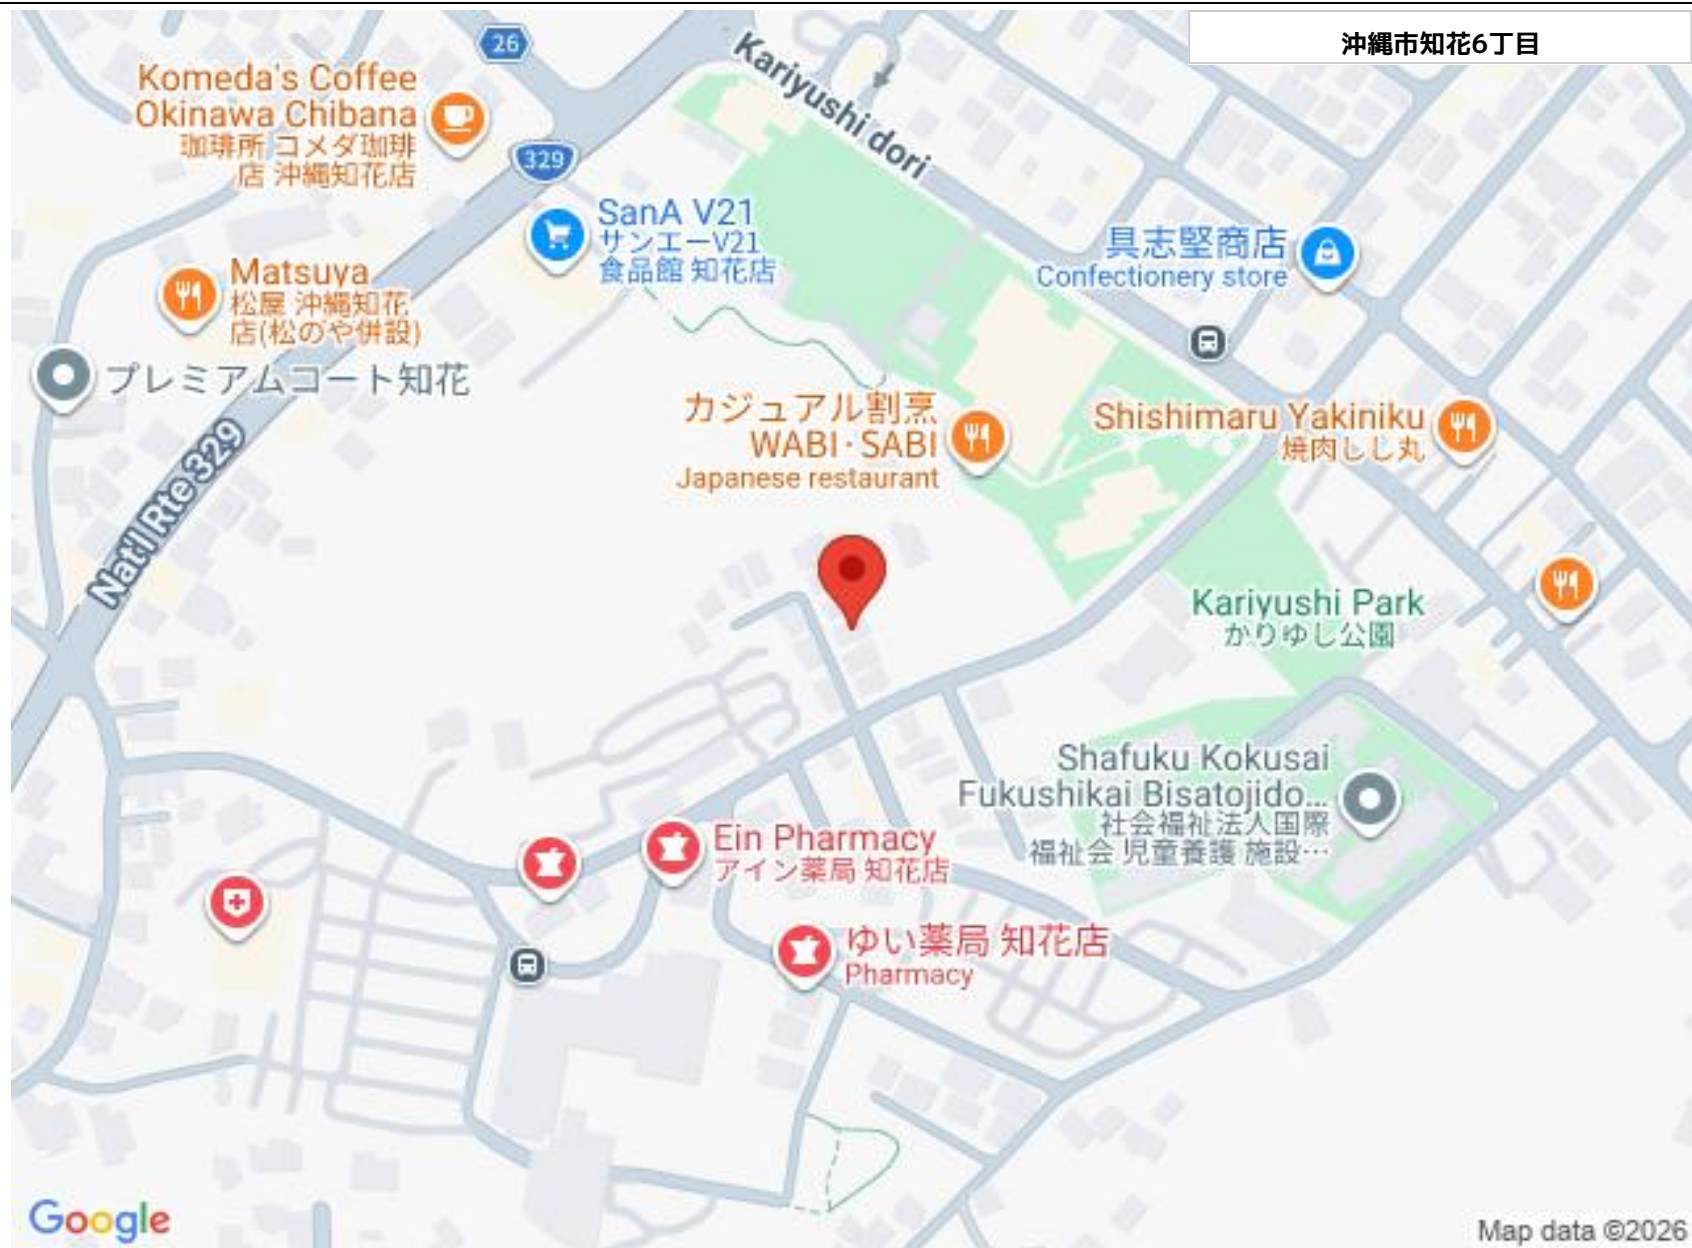 沖縄市知花6丁目
26
Kariyushi dori
Komeda's Coffee
Okinawa Chibana
珈琲所 コメダ珈琲
店 沖縄知花店
329
SanA V21
サンエーV21
食品館 知花店
具志堅商店
Confectionery store
Matsuya
松屋 沖縄知花
店(松のや併設)
プレミアムコート知花
Nat'l Rte 329
カジュアル割烹
WABI·SABI
Japanese restaurant
Shishimaru Yakiniku
焼肉しし丸
Kariyushi Park
かりゆし公園
Shafuku Kokusai
Fukushikai Bisatojido...
社会福祉法人国際
福祉会 児童養護 施設…
Ein Pharmacy
アイン薬局 知花店
ゆい薬局 知花店
Pharmacy
Google
Map data ©2026